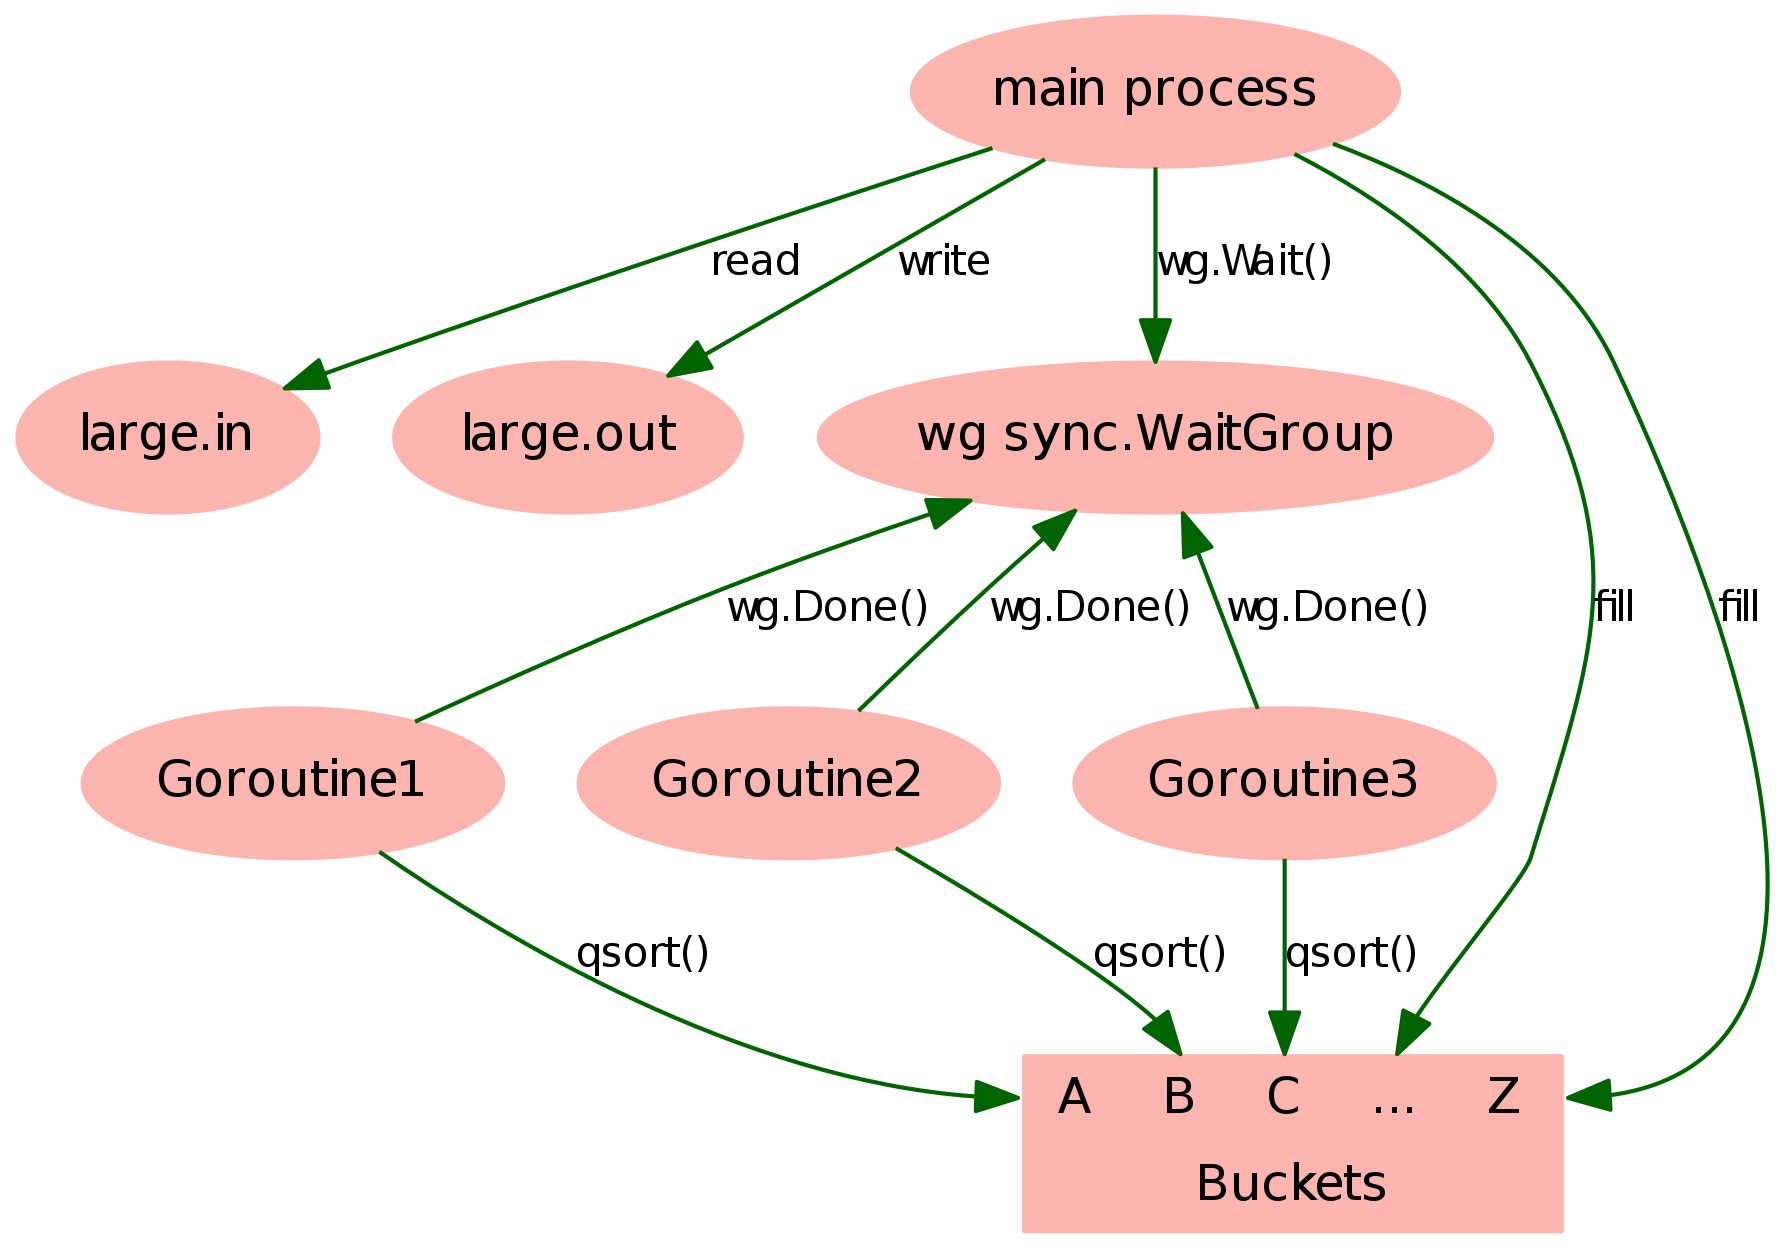 main process
read
write
wg.Wait()
large.in
large.out
wg sync.WaitGroup
wg.Done()
wg.Done()
wg.Done()
fill
fill
Goroutine1
Goroutine2
Goroutine3
qsort()
qsort()
qsort()
A B C ... Z
Buckets